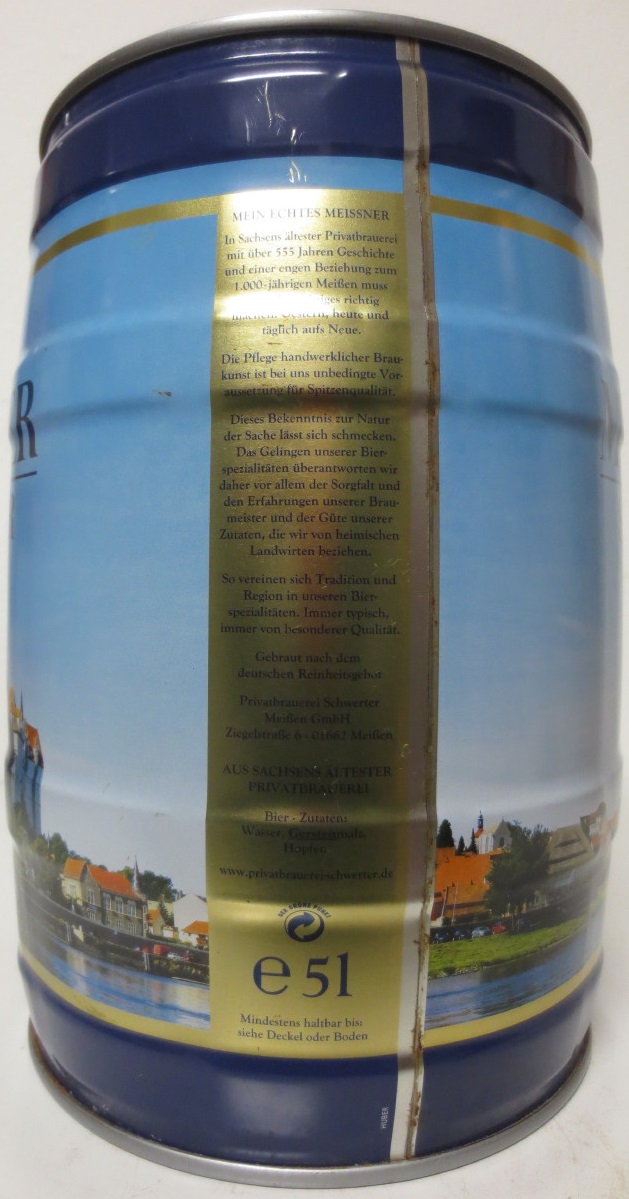 MEIN ECHTES MEISSNER
In Sachsens ältester Privatbrauerei
mit über 555 Jahren Geschichte
und einer engen Beziehung zum
1.000-jährigen Meißen muss
iges richtig
machen. Gestern, heute und
täglich aufs Neue.
Die Pflege handwerklicher Brau-
kunst ist bei uns unbedingte Vor-
aussetzung für Spitzenqualität.
Dieses Bekenntnis zur Natur
der Sache lässt sich schmecken.
Das Gelingen unserer Bier-
spezialitäten überantworten wir
daher vor allem der Sorgfalt und
den Erfahrungen unserer Brau-
meister und der Güte unserer
Zutaten, die wir von heimischen
Landwirten beziehen.
So vereinen sich Tradition und
Region in unseren Bier-
spezialitäten. Immer typisch,
immer von besonderer Qualität.
Gebraut nach dem
deutschen Reinheitsgebot
Privatbrauerei Schwerter
Meißen GmbH
Ziegelstraße 6 · 01662 Meißen
AUS SACHSENS ÄLTESTER
PRIVATBRAUEREI
Bier · Zutaten:
Wasser, Gerstenmalz,
Hopfen
www.privatbrauereischwerter.de
DER GRÜNE PUNKT
e 5l
Mindestens haltbar bis:
siehe Deckel oder Boden
HUBER
R